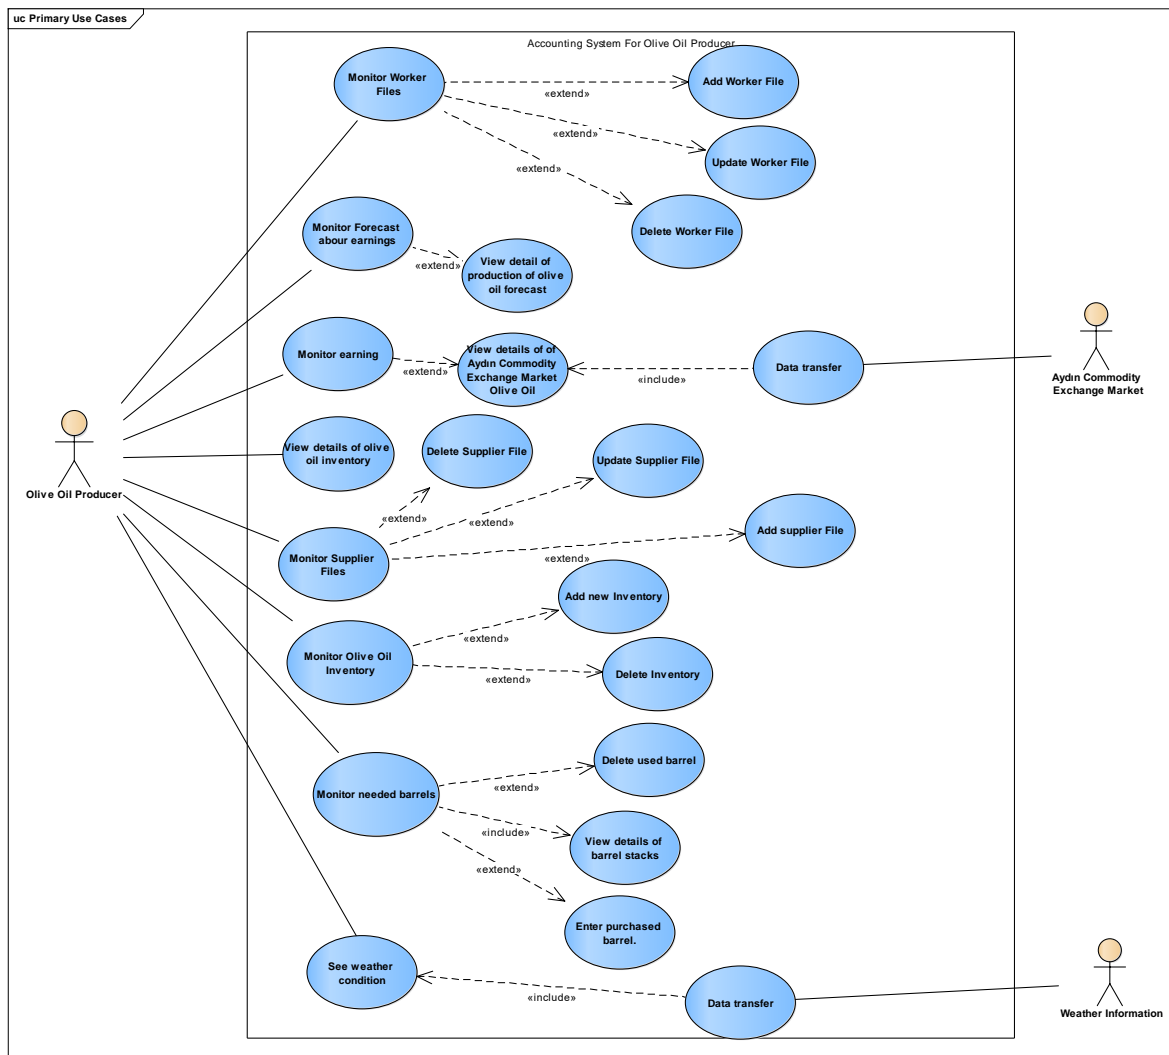 uc Primary Use Cases
Accounting System For Olive Oil Producer
Monitor Worker
Files
«extend»
Add Worker File
«extend»
Update Worker File
«extend»
Delete Worker File
Monitor Forecast
abour earnings
«extend»
View detail of
production of olive
oil forecast
Monitor earning
«extend»
View details of of
Aydın Commodity
Exchange Market
Olive Oil
«include»
Data transfer
Aydın Commodity
Exchange Market
Olive Oil Producer
View details of olive
oil inventory
Delete Supplier File
Update Supplier File
«extend»
«extend»
Add supplier File
«extend»
Monitor Supplier
Files
Add new Inventory
«extend»
Monitor Olive Oil
Inventory
«extend»
Delete Inventory
Delete used barrel
«extend»
Monitor needed barrels
«include»
View details of
barrel stacks
«extend»
Enter purchased
barrel.
See weather
condition
«include»
Data transfer
Weather Information